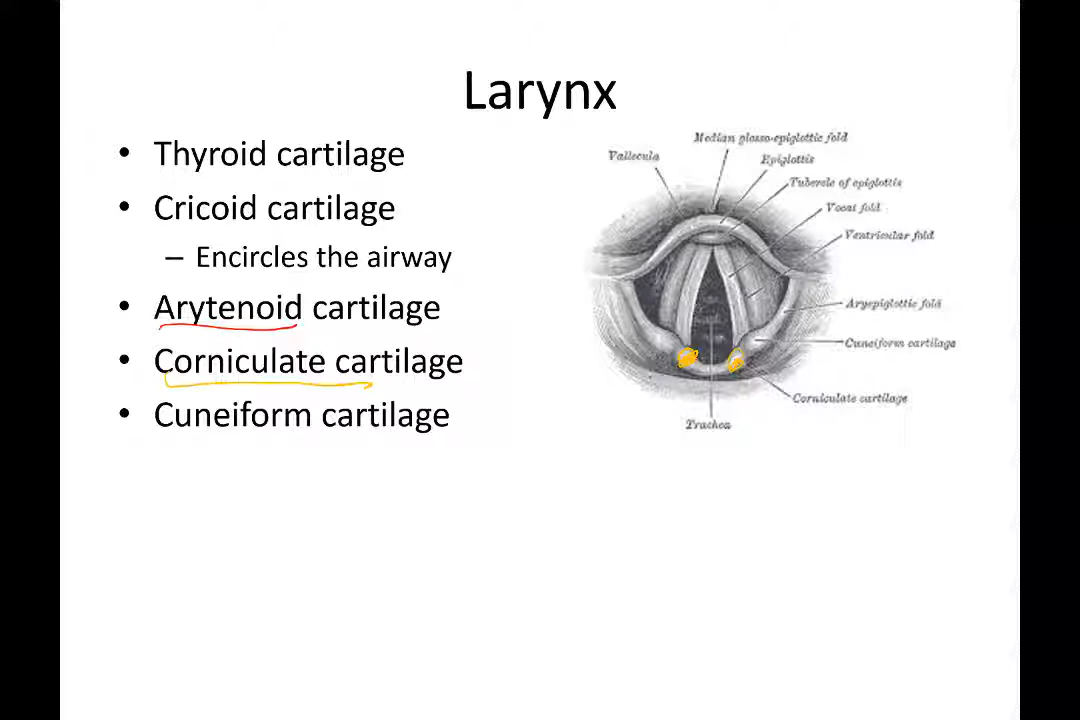 Larynx
• Thyroid cartilage
• Cricoid cartilage
– Encircles the airway
• Arytenoid cartilage
• Corniculate cartilage
• Cuneiform cartilage
Median glosso-epiglottic fold
Vallecula
Epiglottis
Tubercle of epiglottis
Vocal fold
Ventricular fold
Aryepiglottic fold
Cuneiform cartilage
Corniculate cartilage
Trachea